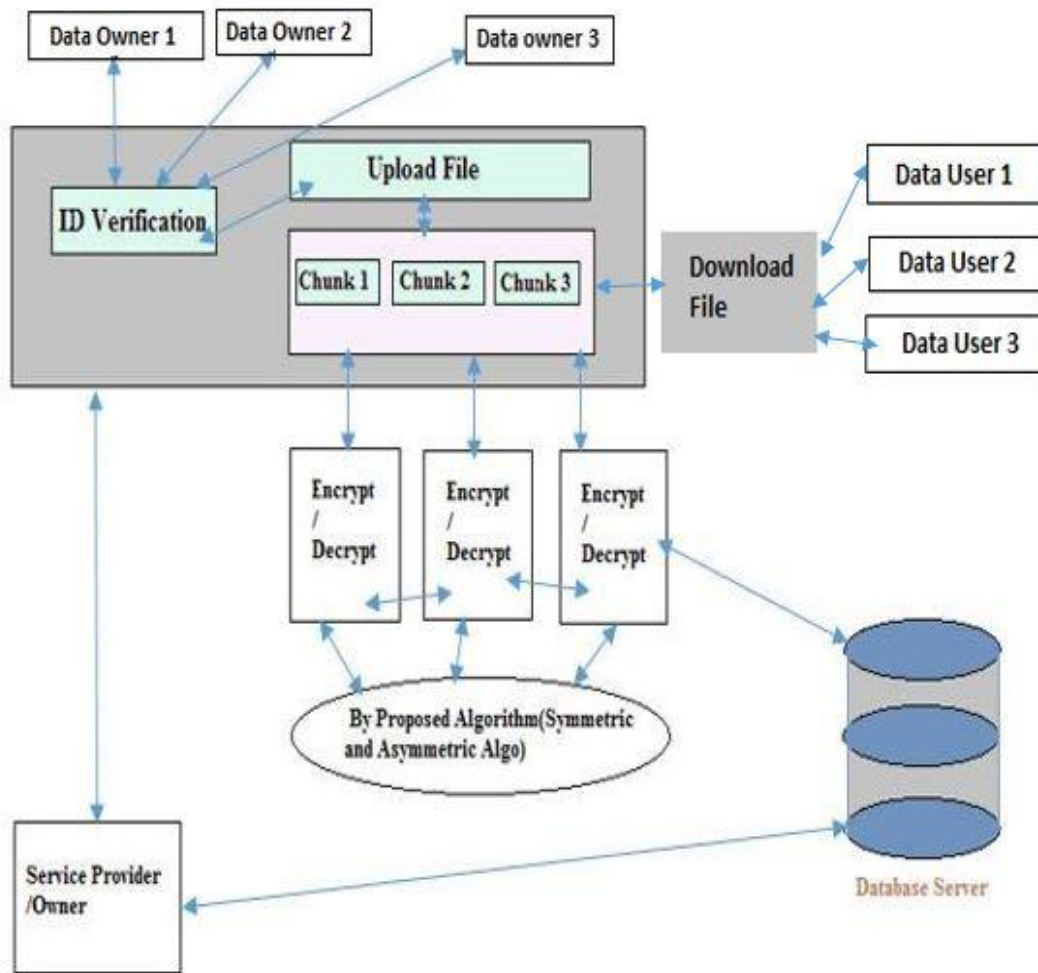 Data Owner 1
Data Owner 2
Data owner 3
Upload File
ID Verification
Chunk 1
Chunk 2
Chunk 3
Download
File
Data User 1
Data User 2
Data User 3
Encrypt
/
Decrypt
Encrypt
/
Decrypt
Encrypt
/
Decrypt
By Proposed Algorithm(Symmetric
and Asymmetric Algo)
Service Provider
/Owner
Database Server